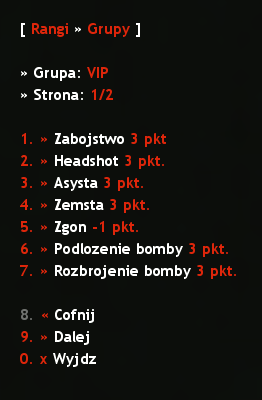 [ Rangi » Grupy ]
» Grupa: VIP
» Strona: 1/2
1. » Zabojstwo 3 pkt
2. » Headshot 3 pkt.
3. » Asysta 3 pkt.
4. » Zemsta 3 pkt.
5. » Zgon -1 pkt.
6. » Podlozenie bomby 3 pkt.
7. » Rozbrojenie bomby 3 pkt.
8. « Cofnij
9. » Dalej
0. x Wyjdz